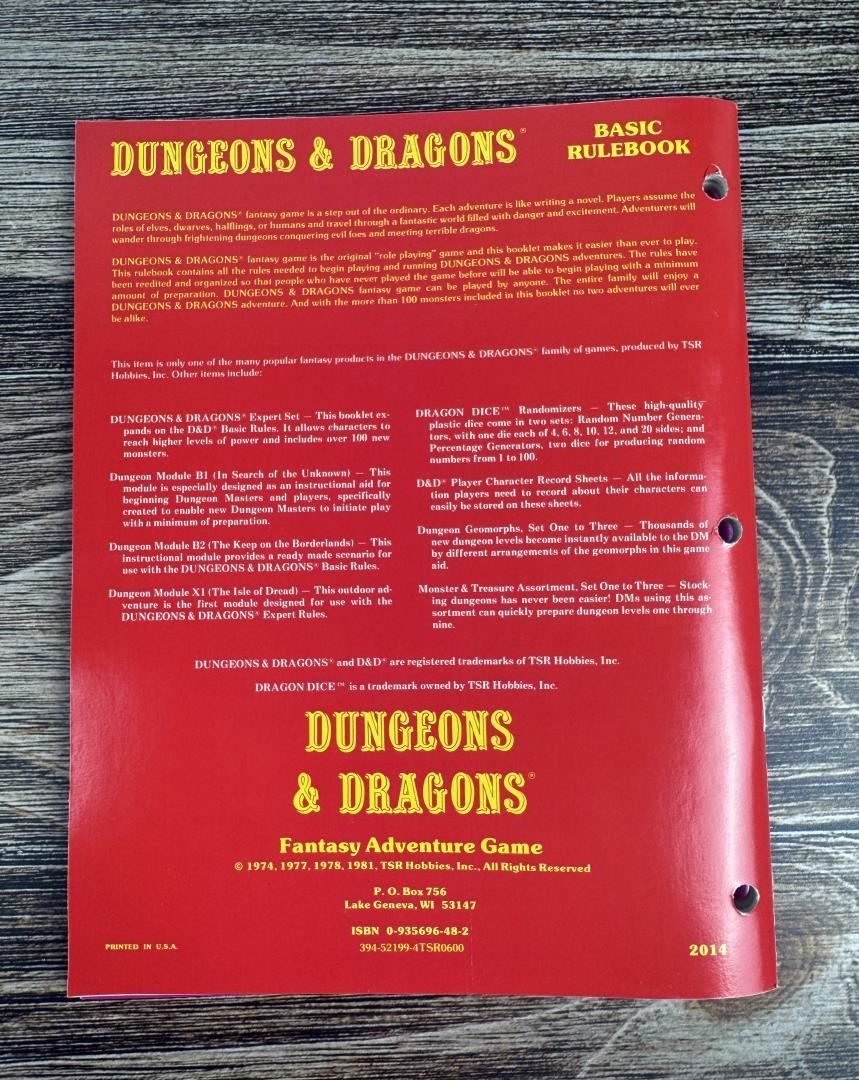 DUNGEONS & DRAGONS®
BASIC
RULEBOOK
DUNGEONS & DRAGONS® fantasy game is a step out of the ordinary. Each adventure is like writing a novel. Players assume the
roles of elves, dwarves, halflings, or humans and travel through a fantastic world filled with danger and excitement. Adventurers will
wander through frightening dungeons conquering evil foes and meeting terrible dragons.
DUNGEONS & DRAGONS® fantasy game is the original "role playing" game and this booklet makes it easier than ever to play.
This rulebook contains all the rules needed to begin playing and running DUNGEONS & DRAGONS adventures. The rules have
been reedited and organized so that people who have never played the game before will be able to begin playing with a minimum
amount of preparation. DUNGEONS & DRAGONS fantasy game can be played by anyone. The entire family will enjoy a
DUNGEONS & DRAGONS adventure. And with the more than 100 monsters included in this booklet no two adventures will ever
be alike.
This item is only one of the many popular fantasy products in the DUNGEONS & DRAGONS® family of games, produced by TSR
Hobbies, Inc. Other items include:
DUNGEONS & DRAGONS® Expert Set — This booklet ex-
pands on the D&D® Basic Rules. It allows characters to
reach higher levels of power and includes over 100 new
monsters.
Dungeon Module B1 (In Search of the Unknown) — This
module is especially designed as an instructional aid for
beginning Dungeon Masters and players, specifically
created to enable new Dungeon Masters to initiate play
with a minimum of preparation.
Dungeon Module B2 (The Keep on the Borderlands) — This
instructional module provides a ready made scenario for
use with the DUNGEONS & DRAGONS® Basic Rules.
Dungeon Module X1 (The Isle of Dread) — This outdoor ad-
venture is the first module designed for use with the
DUNGEONS & DRAGONS® Expert Rules.
DRAGON DICE™ Randomizers — These high-quality
plastic dice come in two sets: Random Number Genera-
tors, with one die each of 4, 6, 8, 10, 12, and 20 sides; and
Percentage Generators, two dice for producing random
numbers from 1 to 100.
D&D® Player Character Record Sheets — All the informa-
tion players need to record about their characters can
easily be stored on these sheets.
Dungeon Geomorphs, Set One to Three — Thousands of
new dungeon levels become instantly available to the DM
by different arrangements of the geomorphs in this game
aid.
Monster & Treasure Assortment, Set One to Three — Stock-
ing dungeons has never been easier! DMs using this as-
sortment can quickly prepare dungeon levels one through
nine.
DUNGEONS & DRAGONS® and D&D® are registered trademarks of TSR Hobbies, Inc.
DRAGON DICE™ is a trademark owned by TSR Hobbies, Inc.
DUNGEONS
& DRAGONS®
Fantasy Adventure Game
© 1974, 1977, 1978, 1981, TSR Hobbies, Inc., All Rights Reserved
P. O. Box 756
Lake Geneva, WI 53147
ISBN 0-935696-48-2
394-52199-4TSR0600
PRINTED IN U.S.A.
2014